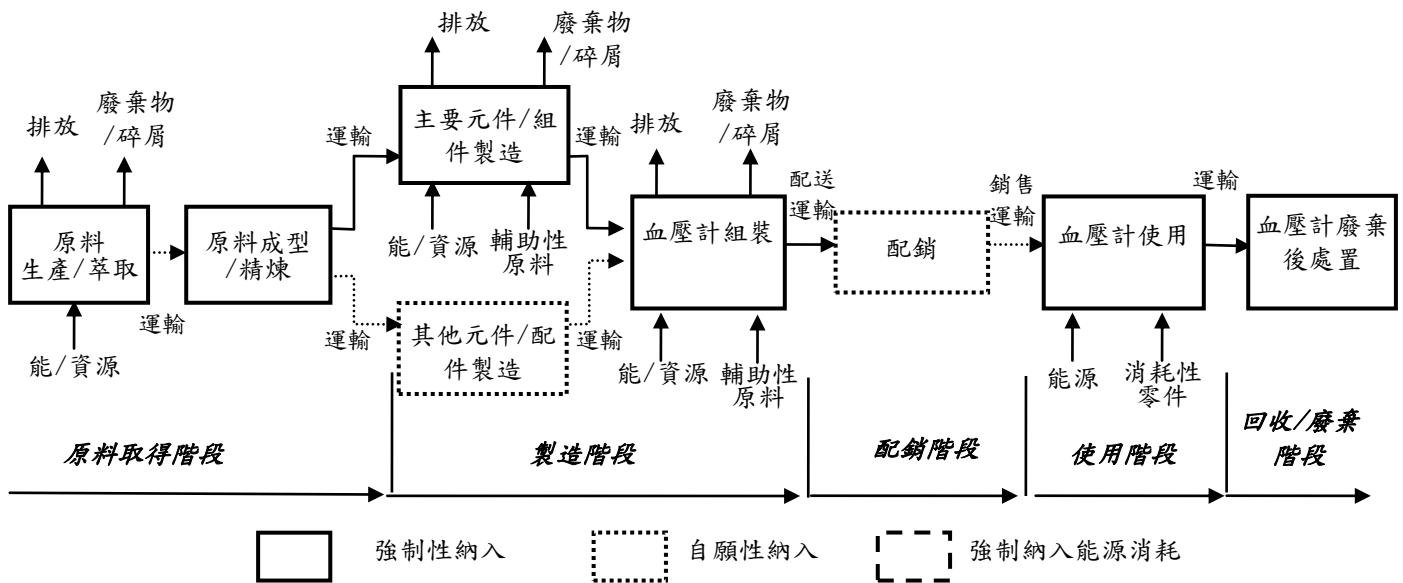 排放
廢棄物
/碎屑
排放
廢棄物
/碎屑
排放
廢棄物
/碎屑
原料
生產/萃取
運輸
能/資源
原料成型
/精煉
運輸
運輸
主要元件/組
件製造
能/資源
輔助性
原料
其他元件/配
件製造
運輸
運輸
血壓計組裝
能/資源
輔助性
原料
配送
運輸
配銷
銷售
運輸
血壓計使用
能源
消耗性
零件
運輸
血壓計廢棄
後處置
原料取得階段
製造階段
配銷階段
使用階段
回收/廢棄
階段
強制性納入
自願性納入
強制納入能源消耗